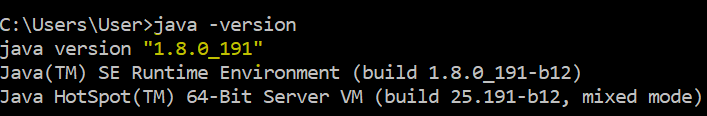 C:\Users\User>java -version
java version "1.8.0_191"
Java(TM) SE Runtime Environment (build 1.8.0_191-b12)
Java HotSpot(TM) 64-Bit Server VM (build 25.191-b12, mixed mode)